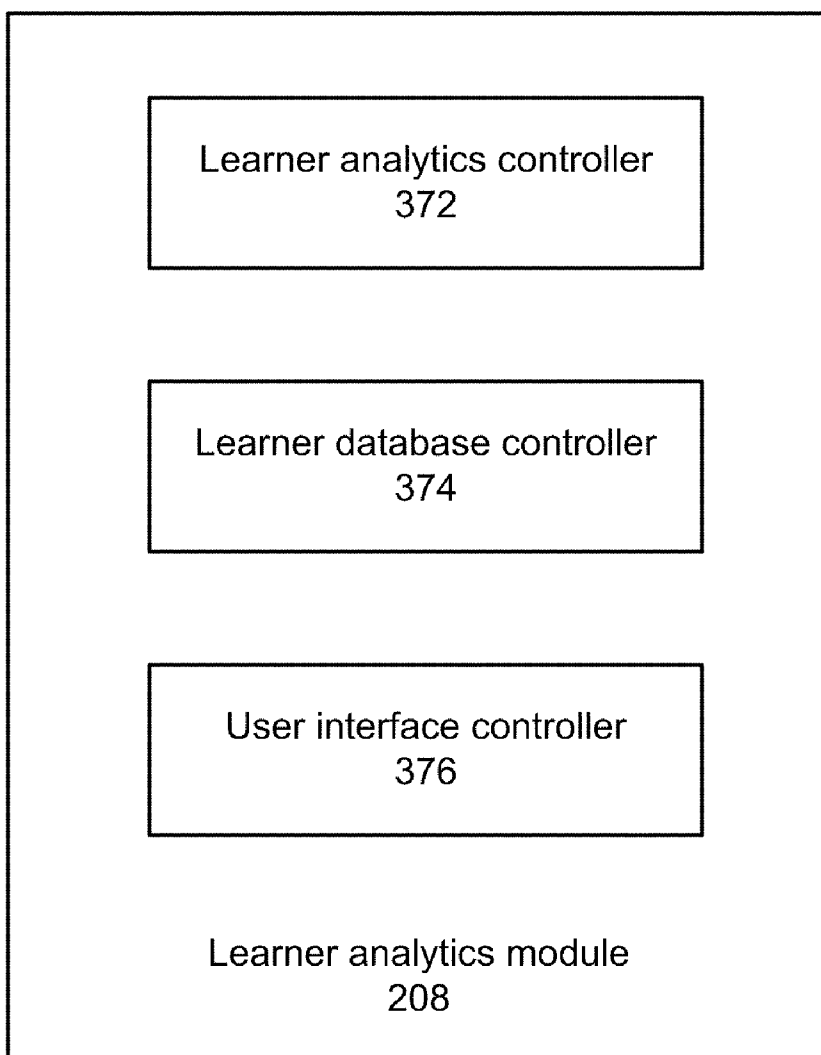 Learner analytics controller
372
Learner database controller
374
User interface controller
376
Learner analytics module
208